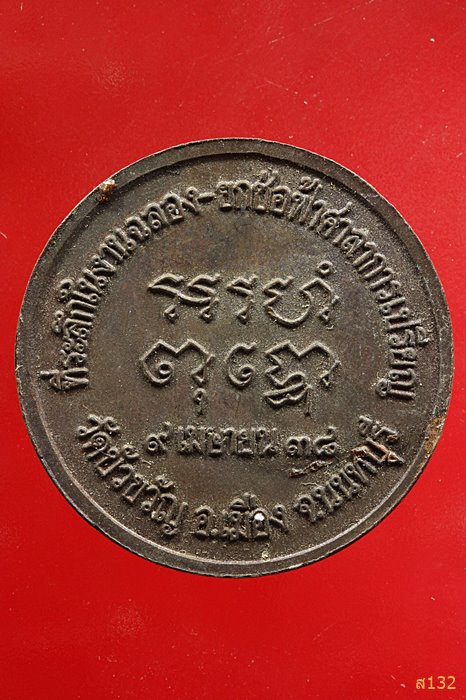 ที่ระลึกในงานฉลอง-ยกช่อฟ้าศาลาการเปรียญ
๙ เมษายน ๓๘
วัดบัวขวัญ อ.เมือง จ.นนทบุรี
ส132